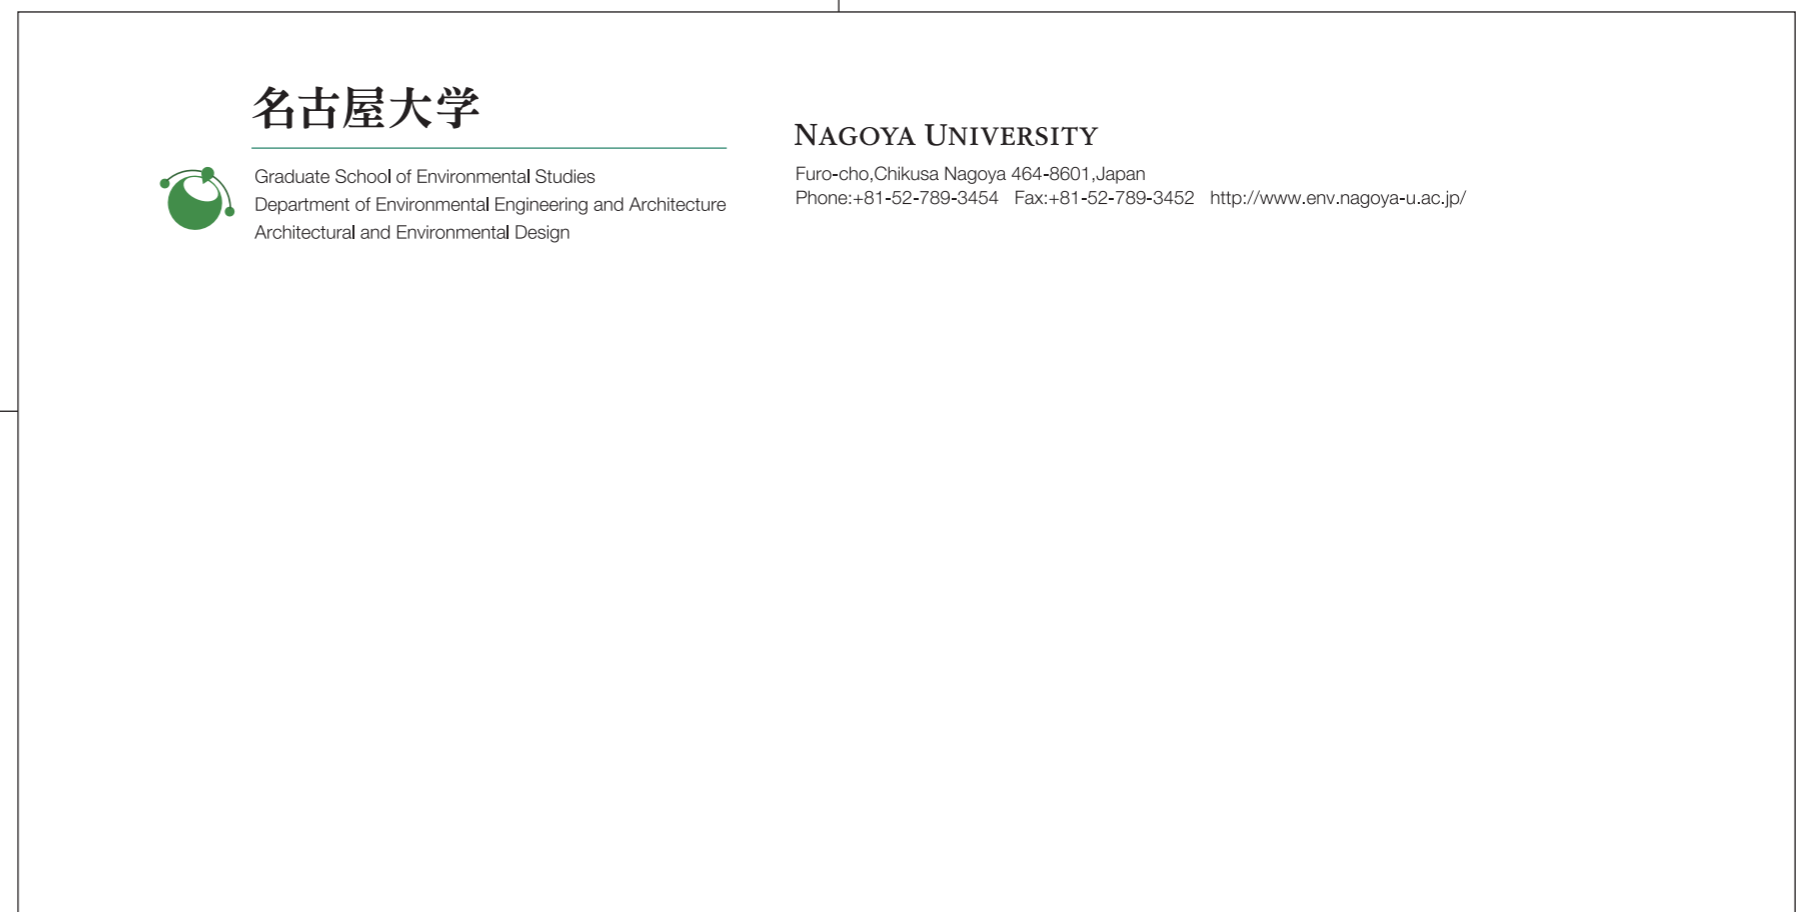 名古屋大学
Graduate School of Environmental Studies
Department of Environmental Engineering and Architecture
Architectural and Environmental Design
NAGOYA UNIVERSITY
Furo-cho,Chikusa Nagoya 464-8601,Japan
Phone:+81-52-789-3454 Fax:+81-52-789-3452 http://www.env.nagoya-u.ac.jp/